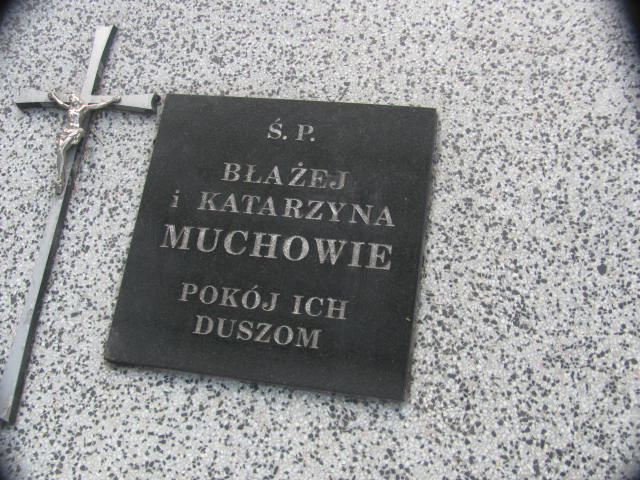 Ś. P.
BŁAŻEJ
i KATARZYNA
MUCHOWIE
POKÓJ ICH
DUSZOM